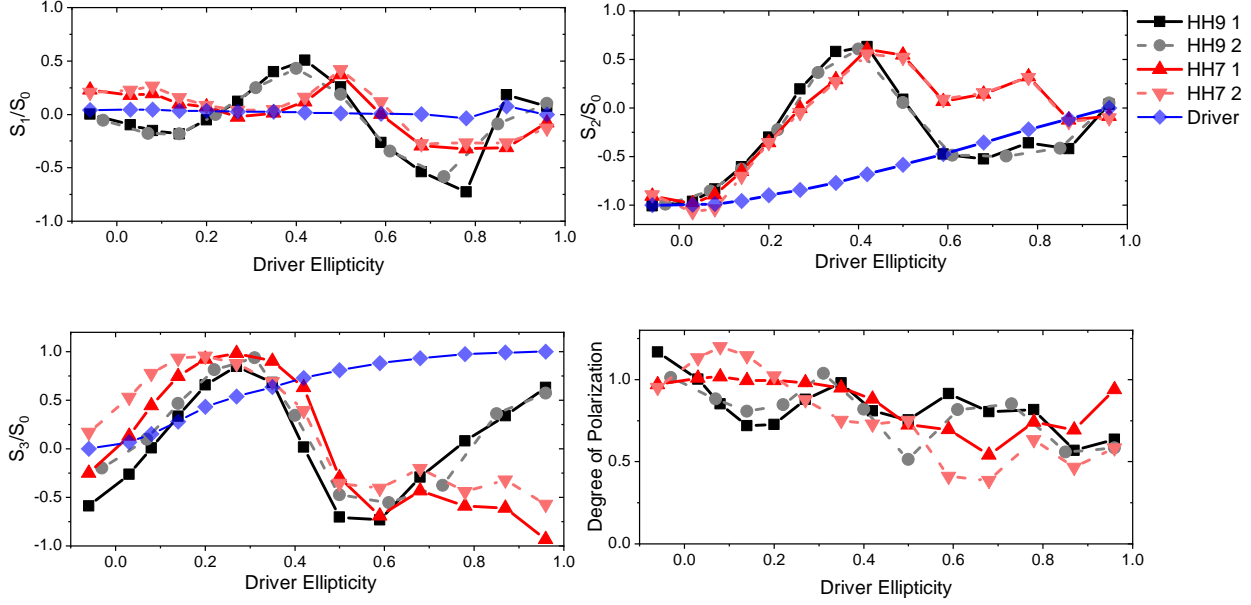 1.0
0.5
0.0
-0.5
-1.0
S1/S0
0.0 0.2 0.4 0.6 0.8 1.0
Driver Ellipticity
1.0
0.5
0.0
-0.5
-1.0
S2/S0
0.0 0.2 0.4 0.6 0.8 1.0
Driver Ellipticity
HH9 1
HH9 2
HH7 1
HH7 2
Driver
1.0
0.5
0.0
-0.5
-1.0
S3/S0
0.0 0.2 0.4 0.6 0.8 1.0
Driver Ellipticity
1.0
0.5
0.0
Degree of Polarization
0.0 0.2 0.4 0.6 0.8 1.0
Driver Ellipticity